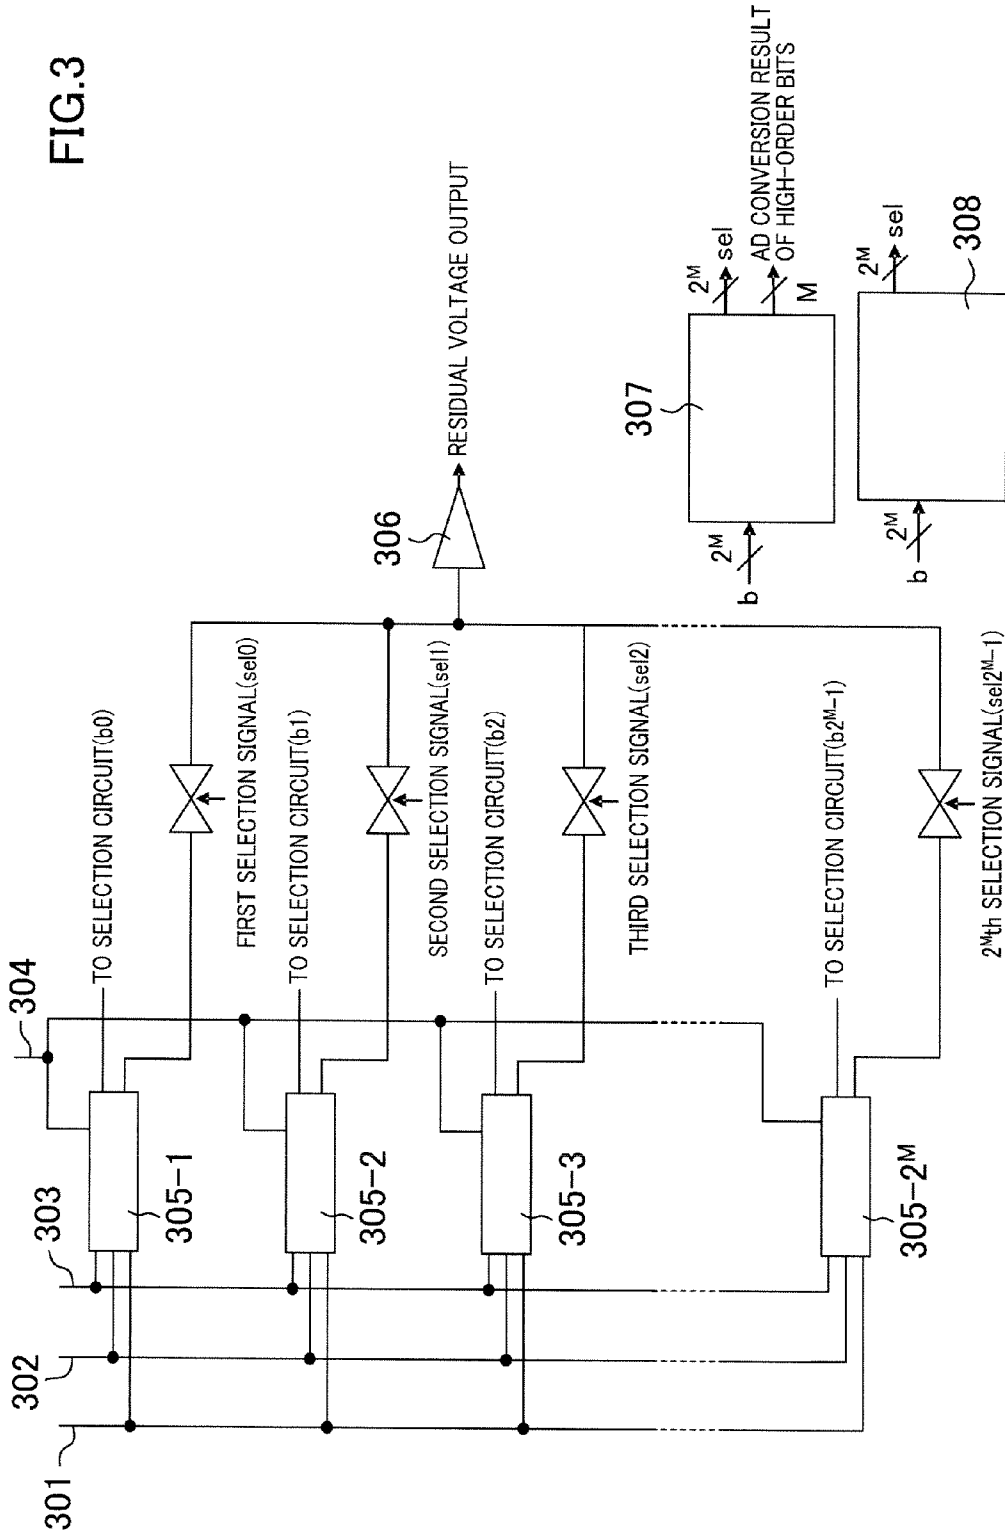 FIG.3
301
302
303
304
305-1
TO SELECTION CIRCUIT(b0)
FIRST SELECTION SIGNAL(sel0)
305-2
TO SELECTION CIRCUIT(b1)
SECOND SELECTION SIGNAL(sel1)
305-3
TO SELECTION CIRCUIT(b2)
THIRD SELECTION SIGNAL(sel2)
305-2ᴹ
TO SELECTION CIRCUIT(b2ᴹ-1)
2ᴹth SELECTION SIGNAL(sel2ᴹ-1)
306
RESIDUAL VOLTAGE OUTPUT
307
b
2ᴹ
2ᴹ
sel
M
AD CONVERSION RESULT
OF HIGH-ORDER BITS
308
b
2ᴹ
2ᴹ
sel